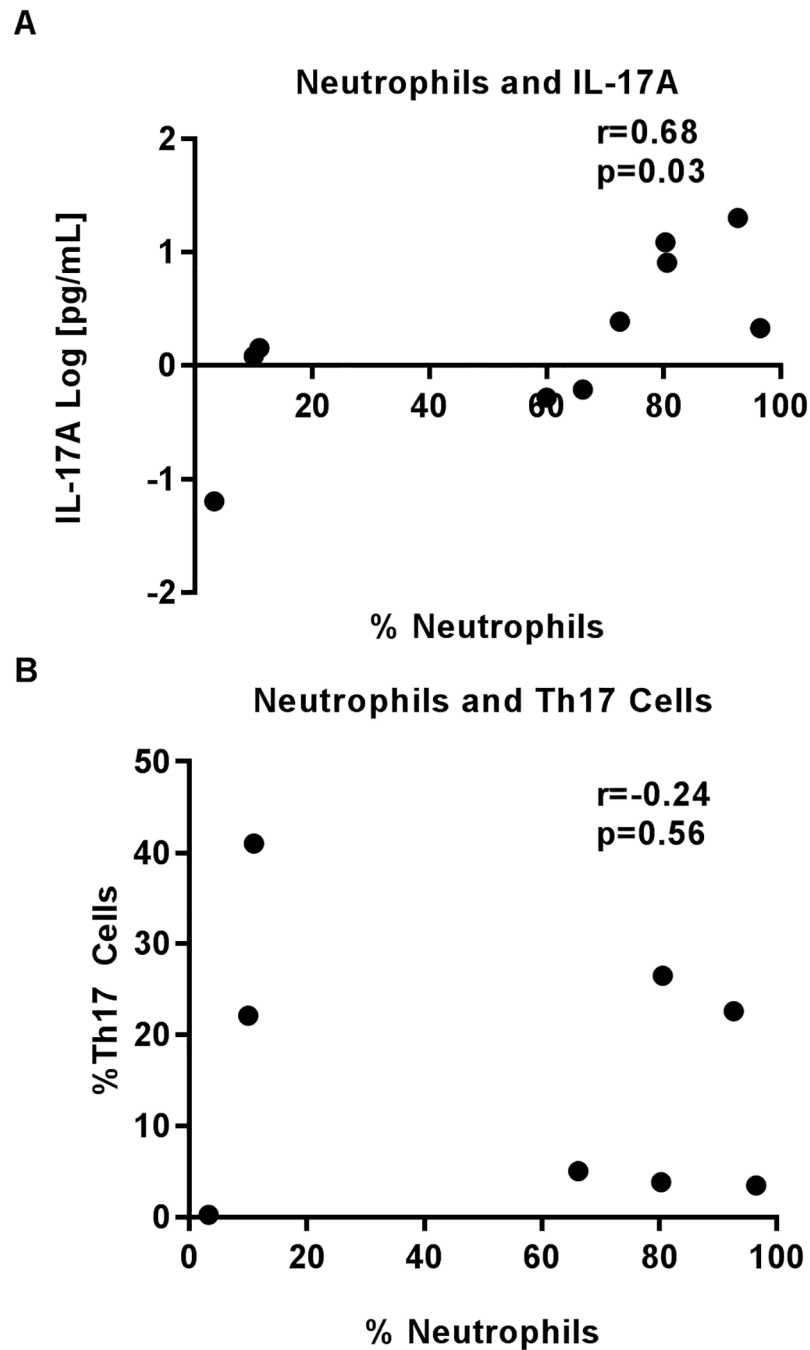 A
Neutrophils and IL-17A
r=0.68
p=0.03
2
1
0
-1
-2
IL-17A Log [pg/mL]
20 40 60 80 100
% Neutrophils
B
Neutrophils and Th17 Cells
r=-0.24
p=0.56
50
40
30
20
10
0
%Th17 Cells
0 20 40 60 80 100
% Neutrophils